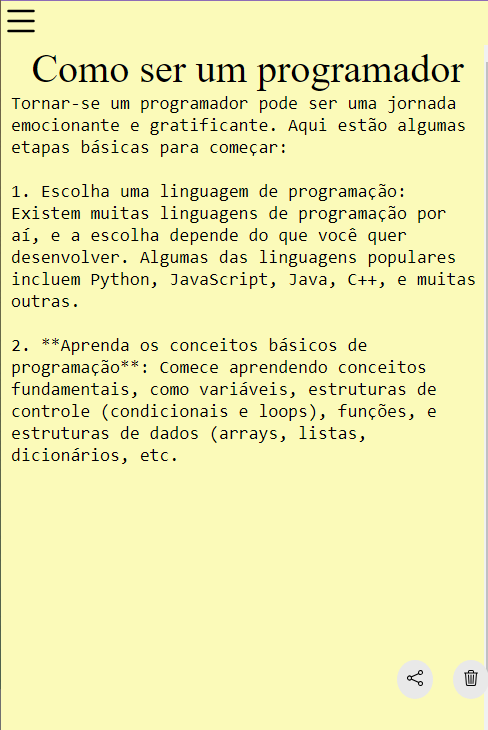 Como ser um programador
Tornar-se um programador pode ser uma jornada
emocionante e gratificante. Aqui estão algumas
etapas básicas para começar:
1. Escolha uma linguagem de programação:
Existem muitas linguagens de programação por
aí, e a escolha depende do que você quer
desenvolver. Algumas das linguagens populares
incluem Python, JavaScript, Java, C++, e muitas
outras.
2. **Aprenda os conceitos básicos de
programação**: Comece aprendendo conceitos
fundamentais, como variáveis, estruturas de
controle (condicionais e loops), funções, e
estruturas de dados (arrays, listas,
dicionários, etc.